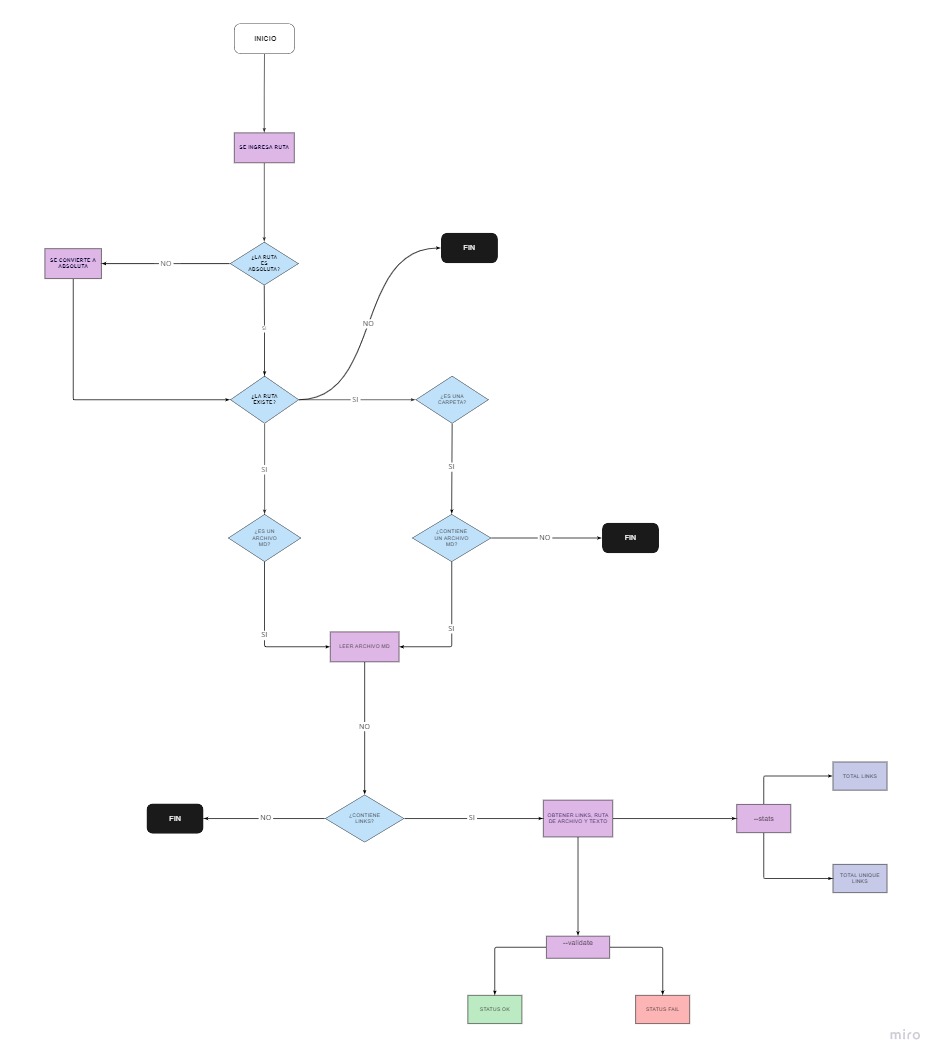 INICIO
SE INGRESA RUTA
¿LA RUTA
ES
ABSOLUTA?
NO
SE CONVIERTE A
ABSOLUTA
FIN
NO
SI
¿LA RUTA
EXISTE?
SI
¿ES UNA
CARPETA?
SI
SI
¿ES UN
ARCHIVO
MD?
¿CONTIENE
UN ARCHIVO
MD?
NO
FIN
SI
SI
LEER ARCHIVO MD
NO
FIN
NO
¿CONTIENE
LINKS?
SI
OBTENER LINKS, RUTA
DE ARCHIVO Y TEXTO
--stats
TOTAL LINKS
TOTAL UNIQUE
LINKS
--validate
STATUS OK
STATUS FAIL
miro